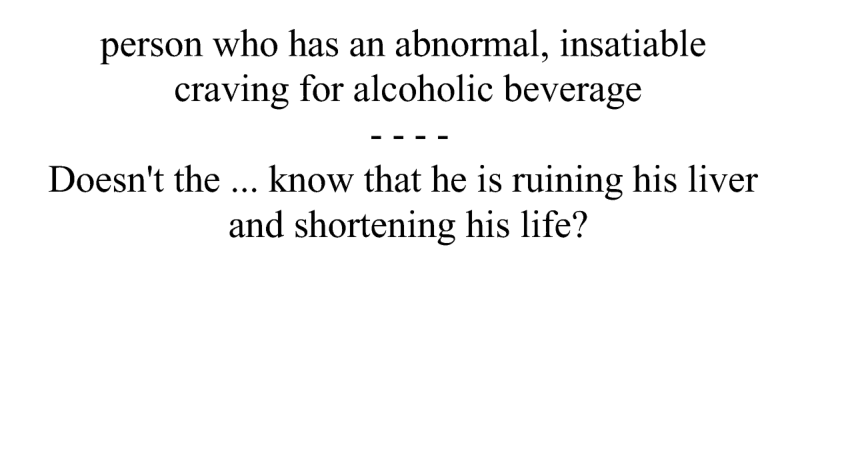 person who has an abnormal, insatiable
craving for alcoholic beverage
- - - -
Doesn't the ... know that he is ruining his liver
and shortening his life?